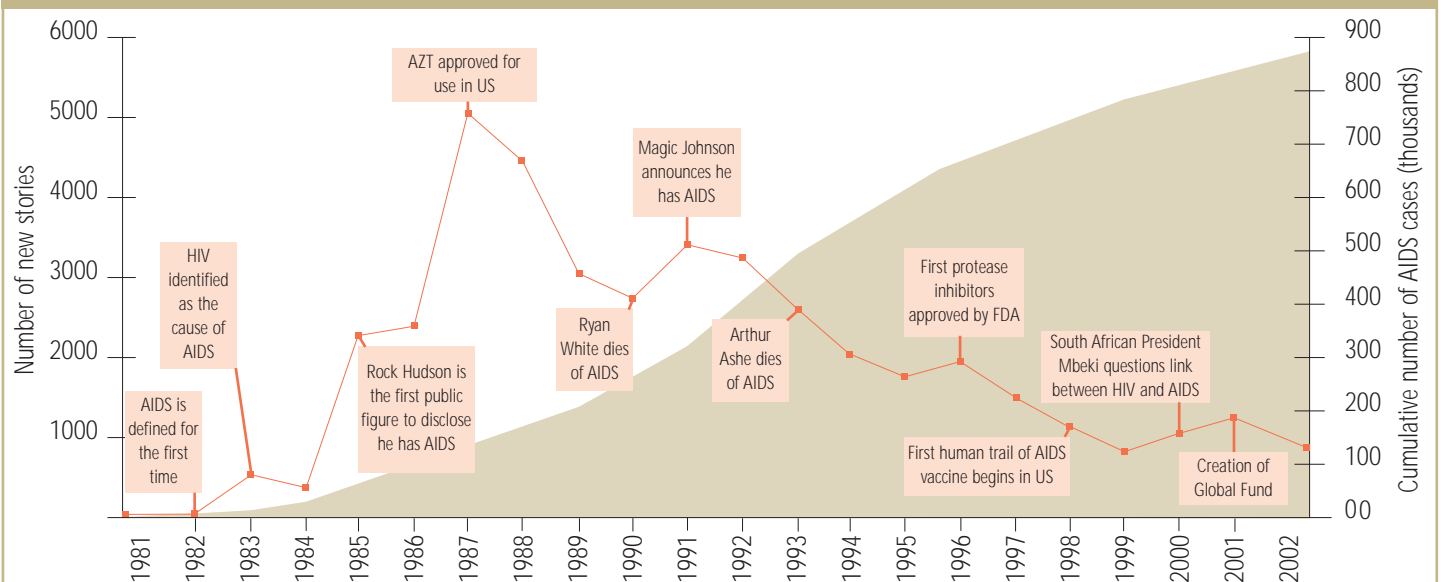 Number of new stories
6000
5000
4000
3000
2000
1000
AIDS is
defined for
the first
time
HIV
identified
as the
cause of
AIDS
Rock Hudson is
the first public
figure to disclose
he has AIDS
AZT approved for
use in US
Ryan
White dies
of AIDS
Magic Johnson
announces he
has AIDS
Arthur
Ashe dies
of AIDS
First protease
inhibitors
approved by FDA
First human trail of AIDS
vaccine begins in US
South African President
Mbeki questions link
between HIV and AIDS
Creation of
Global Fund
900
800
700
600
500
400
300
200
100
00
Cumulative number of AIDS cases (thousands)
1981
1982
1983
1984
1985
1986
1987
1988
1989
1990
1991
1992
1993
1994
1995
1996
1997
1998
1999
2000
2001
2002